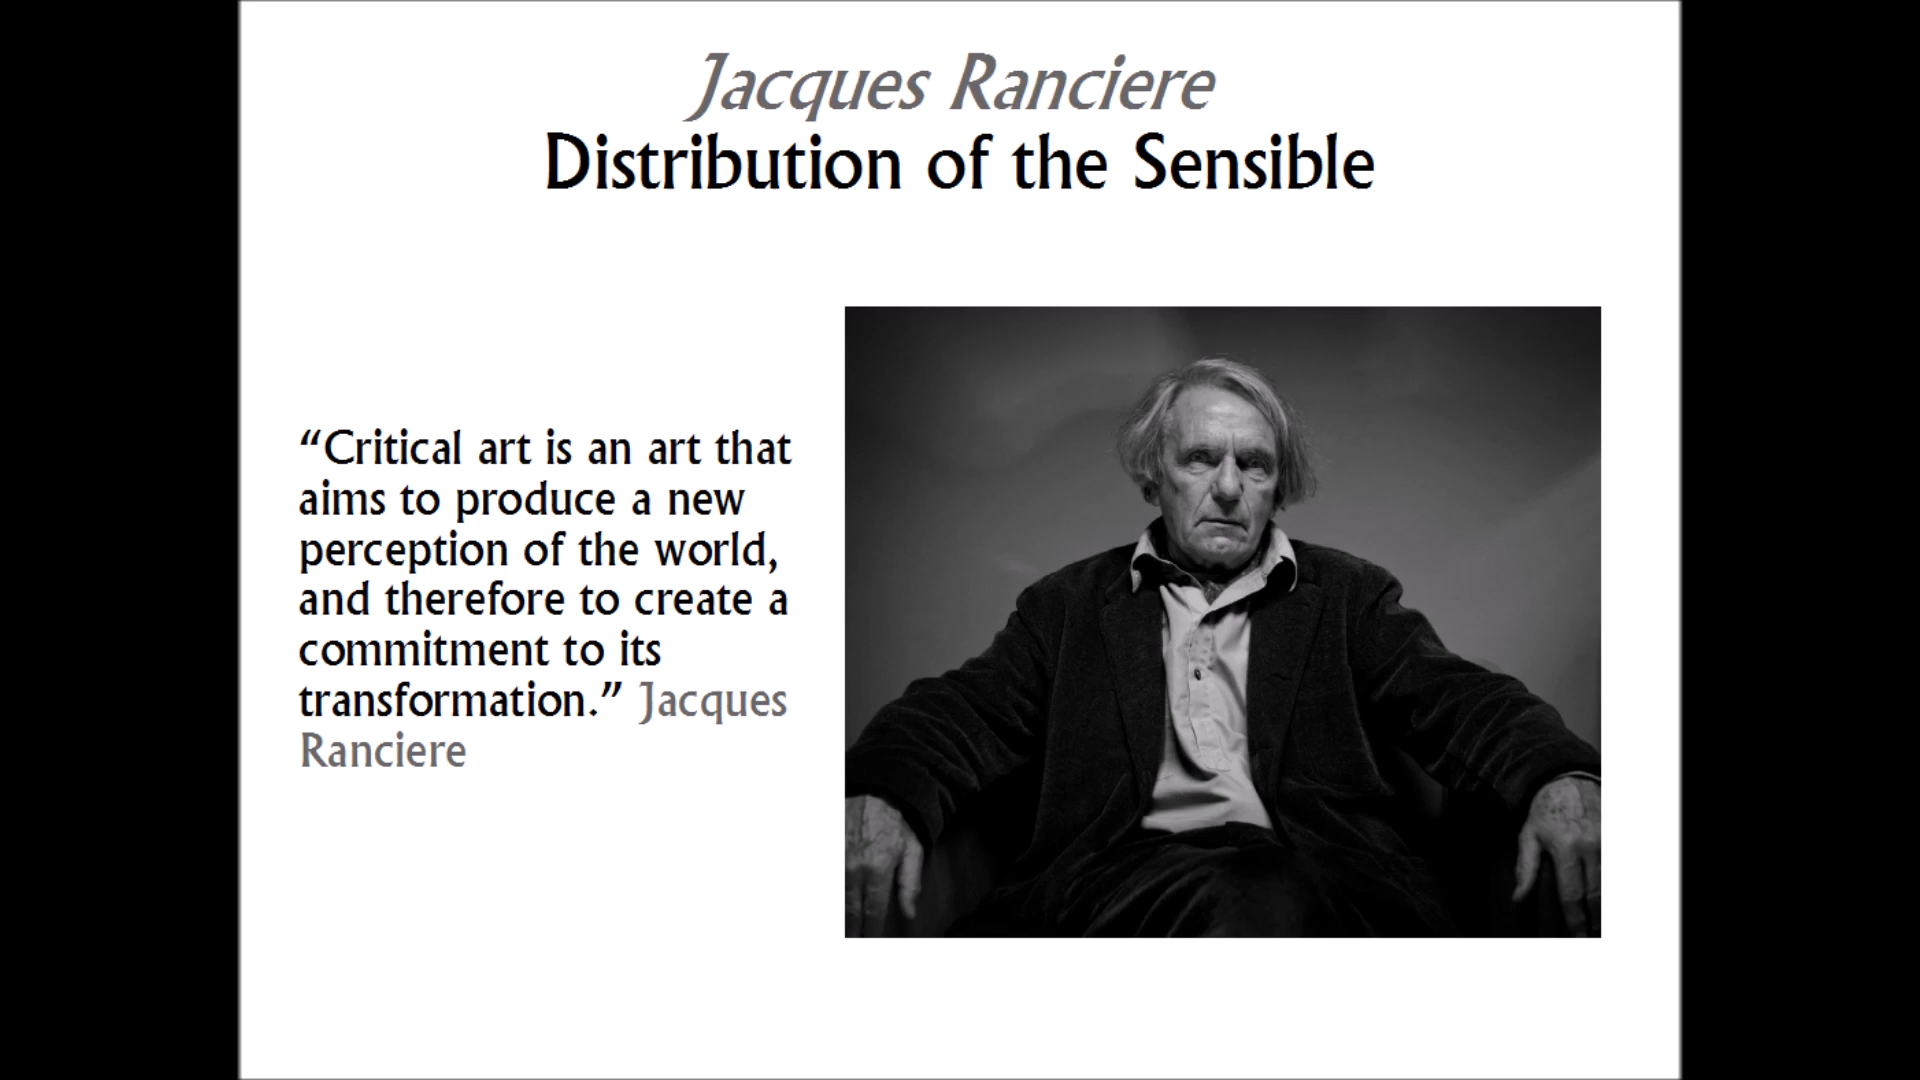 Jacques Ranciere
Distribution of the Sensible
“Critical art is an art that
aims to produce a new
perception of the world,
and therefore to create a
commitment to its
transformation.” Jacques
Ranciere